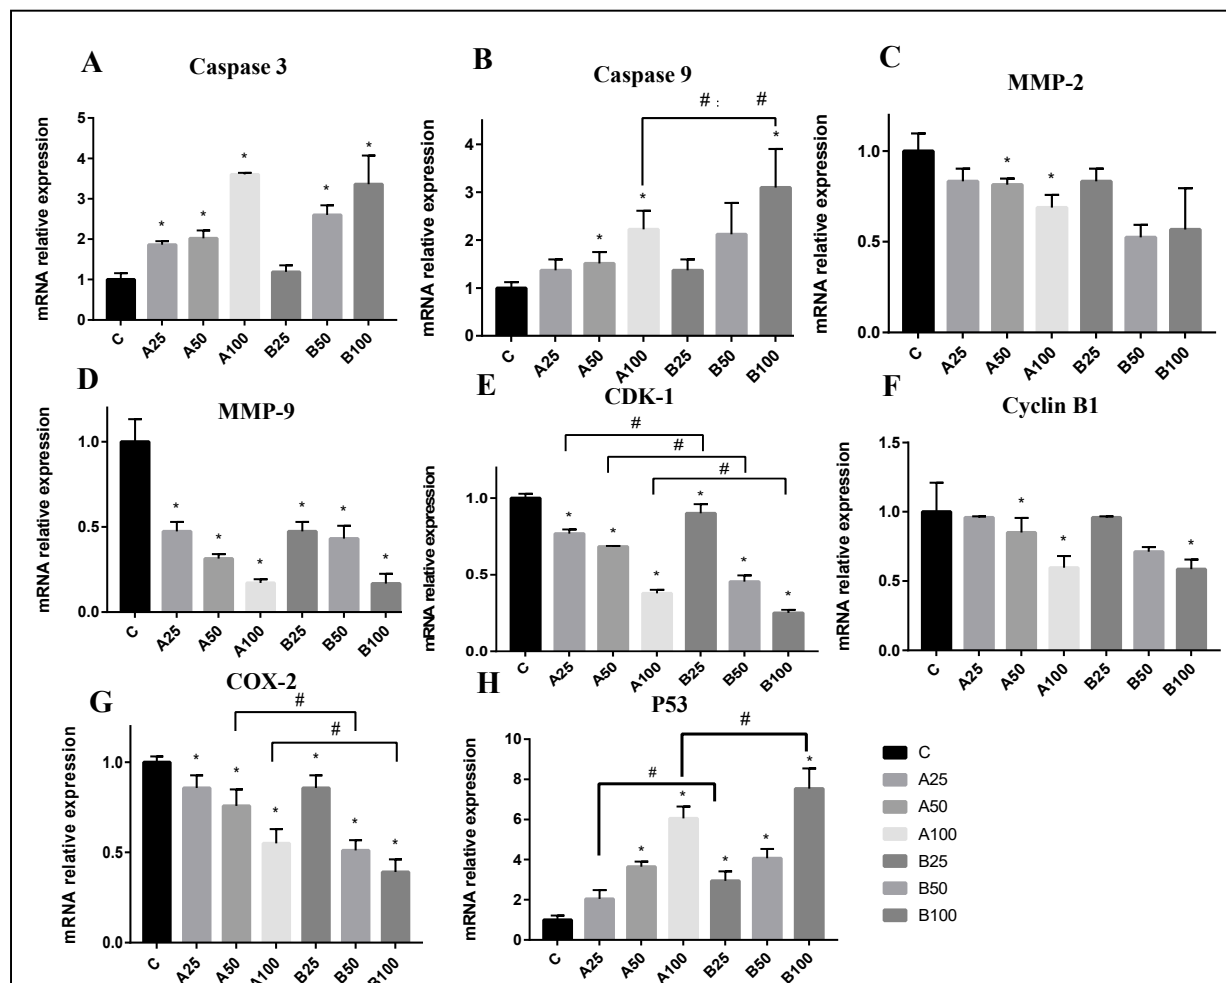 A
Caspase 3
mRNA relative expression
5
4
3
2
1
0
* * * * *
C A25 A50 A100 B25 B50 B100
B
Caspase 9
mRNA relative expression
# : #
4
3
2
1
0
* * *
C A25 A50 A100 B25 B50 B100
C
MMP-2
mRNA relative expression
1.0
0.5
0.0
* *
C A25 A50 A100 B25 B50 B100
D
MMP-9
mRNA relative expression
1.0
0.5
0.0
* * * * * *
C A25 A50 A100 B25 B50 B100
E
CDK-1
mRNA relative expression
#
#
#
1.0
0.5
0.0
* * * * * *
C A25 A50 A100 B25 B50 B100
F
Cyclin B1
mRNA relative expression
1.5
1.0
0.5
0.0
* * *
C A25 A50 A100 B25 B50 B100
G
COX-2
mRNA relative expression
#
#
1.0
0.5
0.0
* * * * * *
C A25 A50 A100 B25 B50 B100
H
P53
mRNA relative expression
#
#
10
8
6
4
2
0
* * * * *
C A25 A50 A100 B25 B50 B100
C
A25
A50
A100
B25
B50
B100